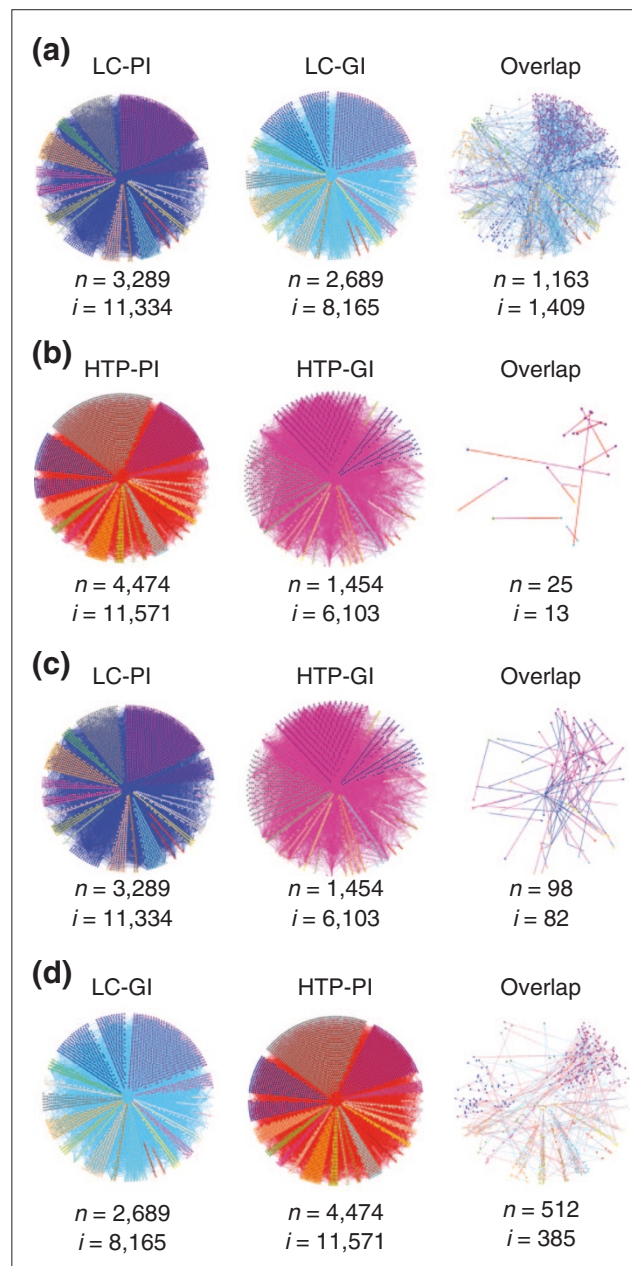 (a)
LC-PI LC-GI Overlap
n = 3,289 n = 2,689 n = 1,163
i = 11,334 i = 8,165 i = 1,409
(b)
HTP-PI HTP-GI Overlap
n = 4,474 n = 1,454 n = 25
i = 11,571 i = 6,103 i = 13
(c)
LC-PI HTP-GI Overlap
n = 3,289 n = 1,454 n = 98
i = 11,334 i = 6,103 i = 82
(d)
LC-GI HTP-PI Overlap
n = 2,689 n = 4,474 n = 512
i = 8,165 i = 11,571 i = 385